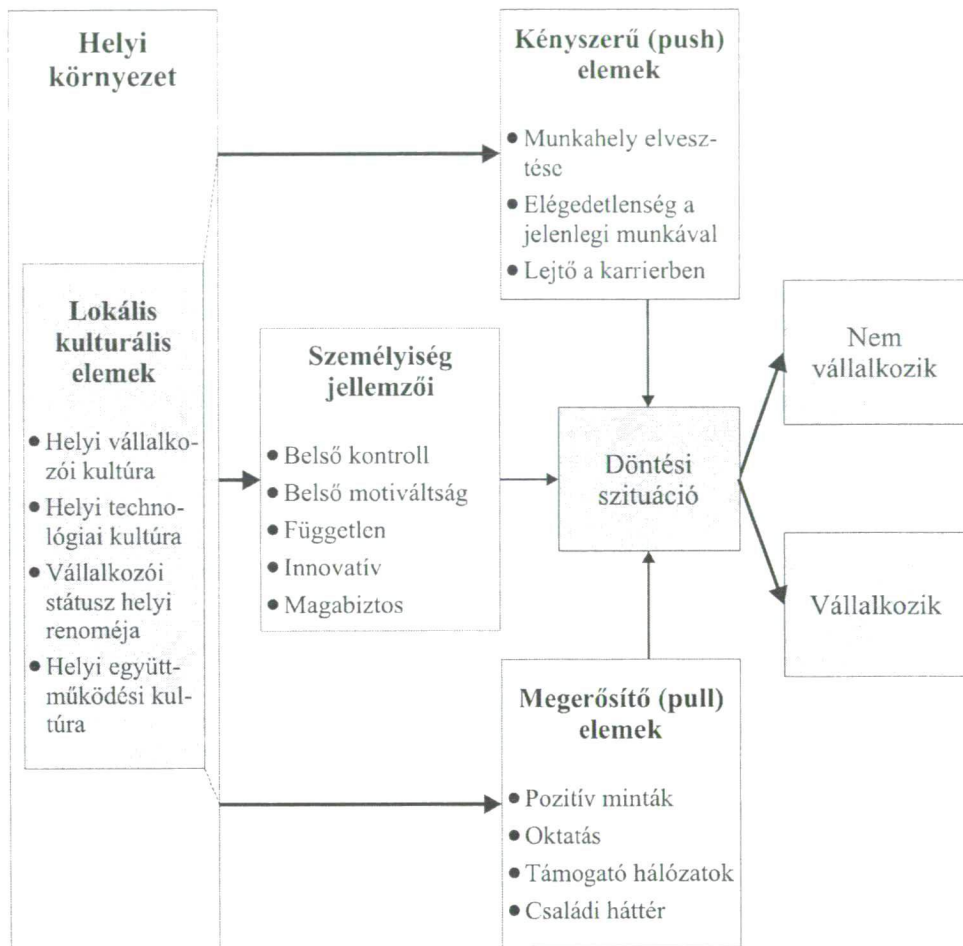 Helyi
környezet
Lokális
kulturális
elemek
● Helyi vállalko-
zói kultúra
● Helyi techno-
lógiai kultúra
● Vállalkozói
státusz helyi
renoméja
● Helyi együtt-
működési kul-
túra
Személyiség
jellemzői
● Belső kontroll
● Belső motiváltság
● Független
● Innovatív
● Magabiztos
Kényszerű (push)
elemek
● Munkahely elvesz-
tése
● Elégedetlenség a
jelenlegi munkával
● Lejtő a karrierben
Döntési
szituáció
Megerősítő (pull)
elemek
● Pozitív minták
● Oktatás
● Támogató hálózatok
● Családi háttér
Nem
vállalkozik
Vállalkozik